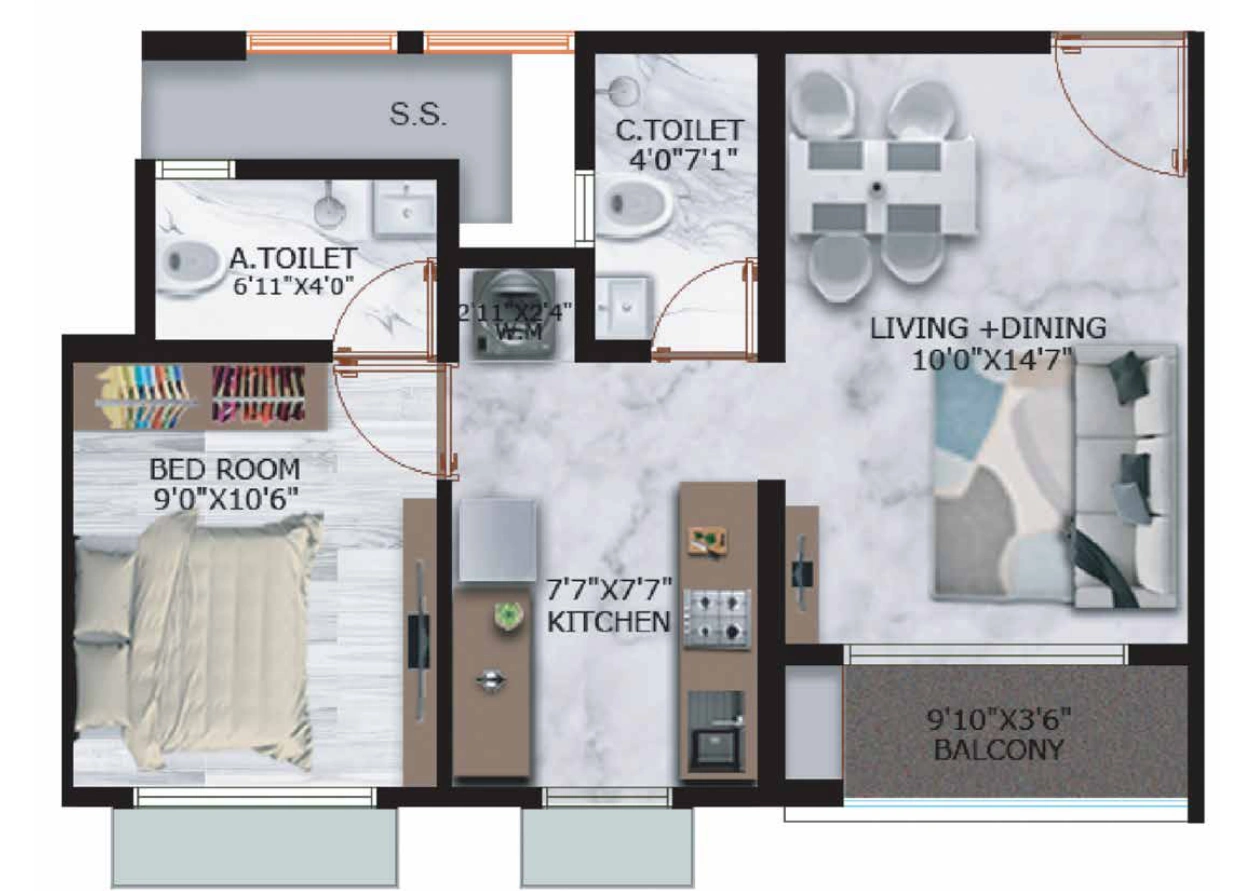 S.S.
C.TOILET
4'0"7'1"
A.TOILET
6'11"X4'0"
2'11"X2'4"
W.M
LIVING +DINING
10'0"X14'7"
BED ROOM
9'0"X10'6"
7'7"X7'7"
KITCHEN
9'10"X3'6"
BALCONY